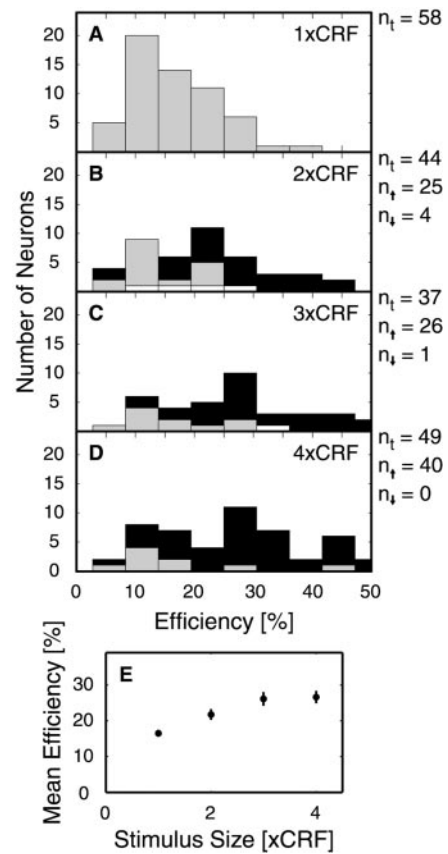 A
1xCRF
n_t = 58
20
15
10
5
B
2xCRF
n_t = 44
n_↑ = 25
n_↓ = 4
20
15
10
5
C
3xCRF
n_t = 37
n_↑ = 26
n_↓ = 1
20
15
10
5
D
4xCRF
n_t = 49
n_↑ = 40
n_↓ = 0
20
15
10
5
0
Number of Neurons
0 10 20 30 40 50
Efficiency [%]
E
30
20
10
0
Mean Efficiency [%]
0 2 4
Stimulus Size [xCRF]